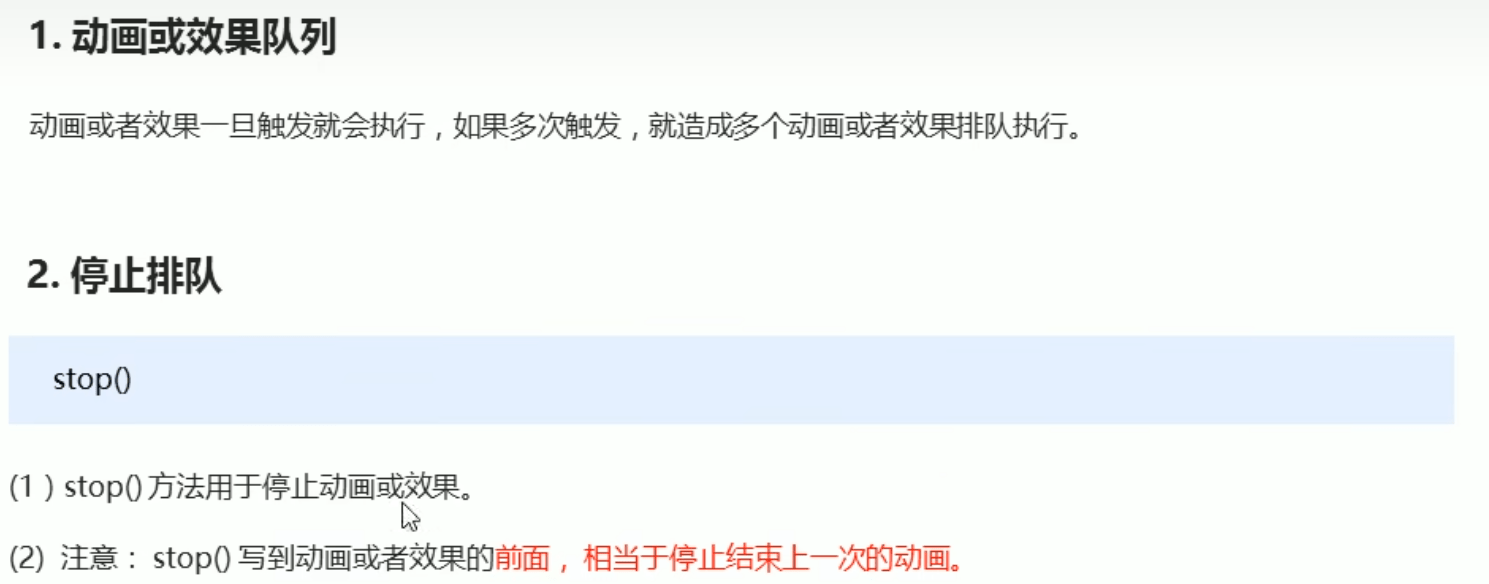 1. 动画或效果队列
动画或者效果一旦触发就会执行，如果多次触发，就造成多个动画或者效果排队执行。
2. 停止排队
stop()
(1）stop() 方法用于停止动画或效果。
(2) 注意： stop() 写到动画或者效果的前面， 相当于停止结束上一次的动画。